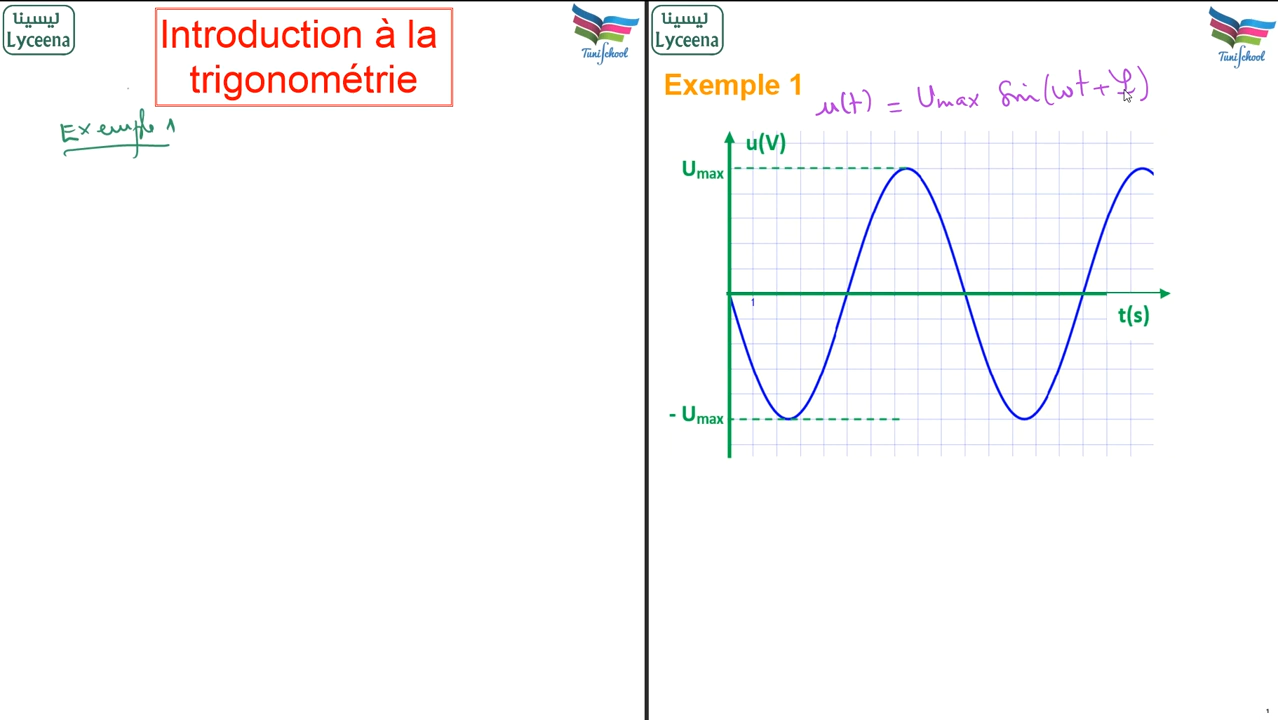 ليسينا
Lyceena
Introduction à la
trigonométrie
TuniSchool
Exemple 1
ليسينا
Lyceena
TuniSchool
Exemple 1
u(t) = Umax Sin(ωt + φ)
u(V)
Umax
1
t(s)
- Umax
1